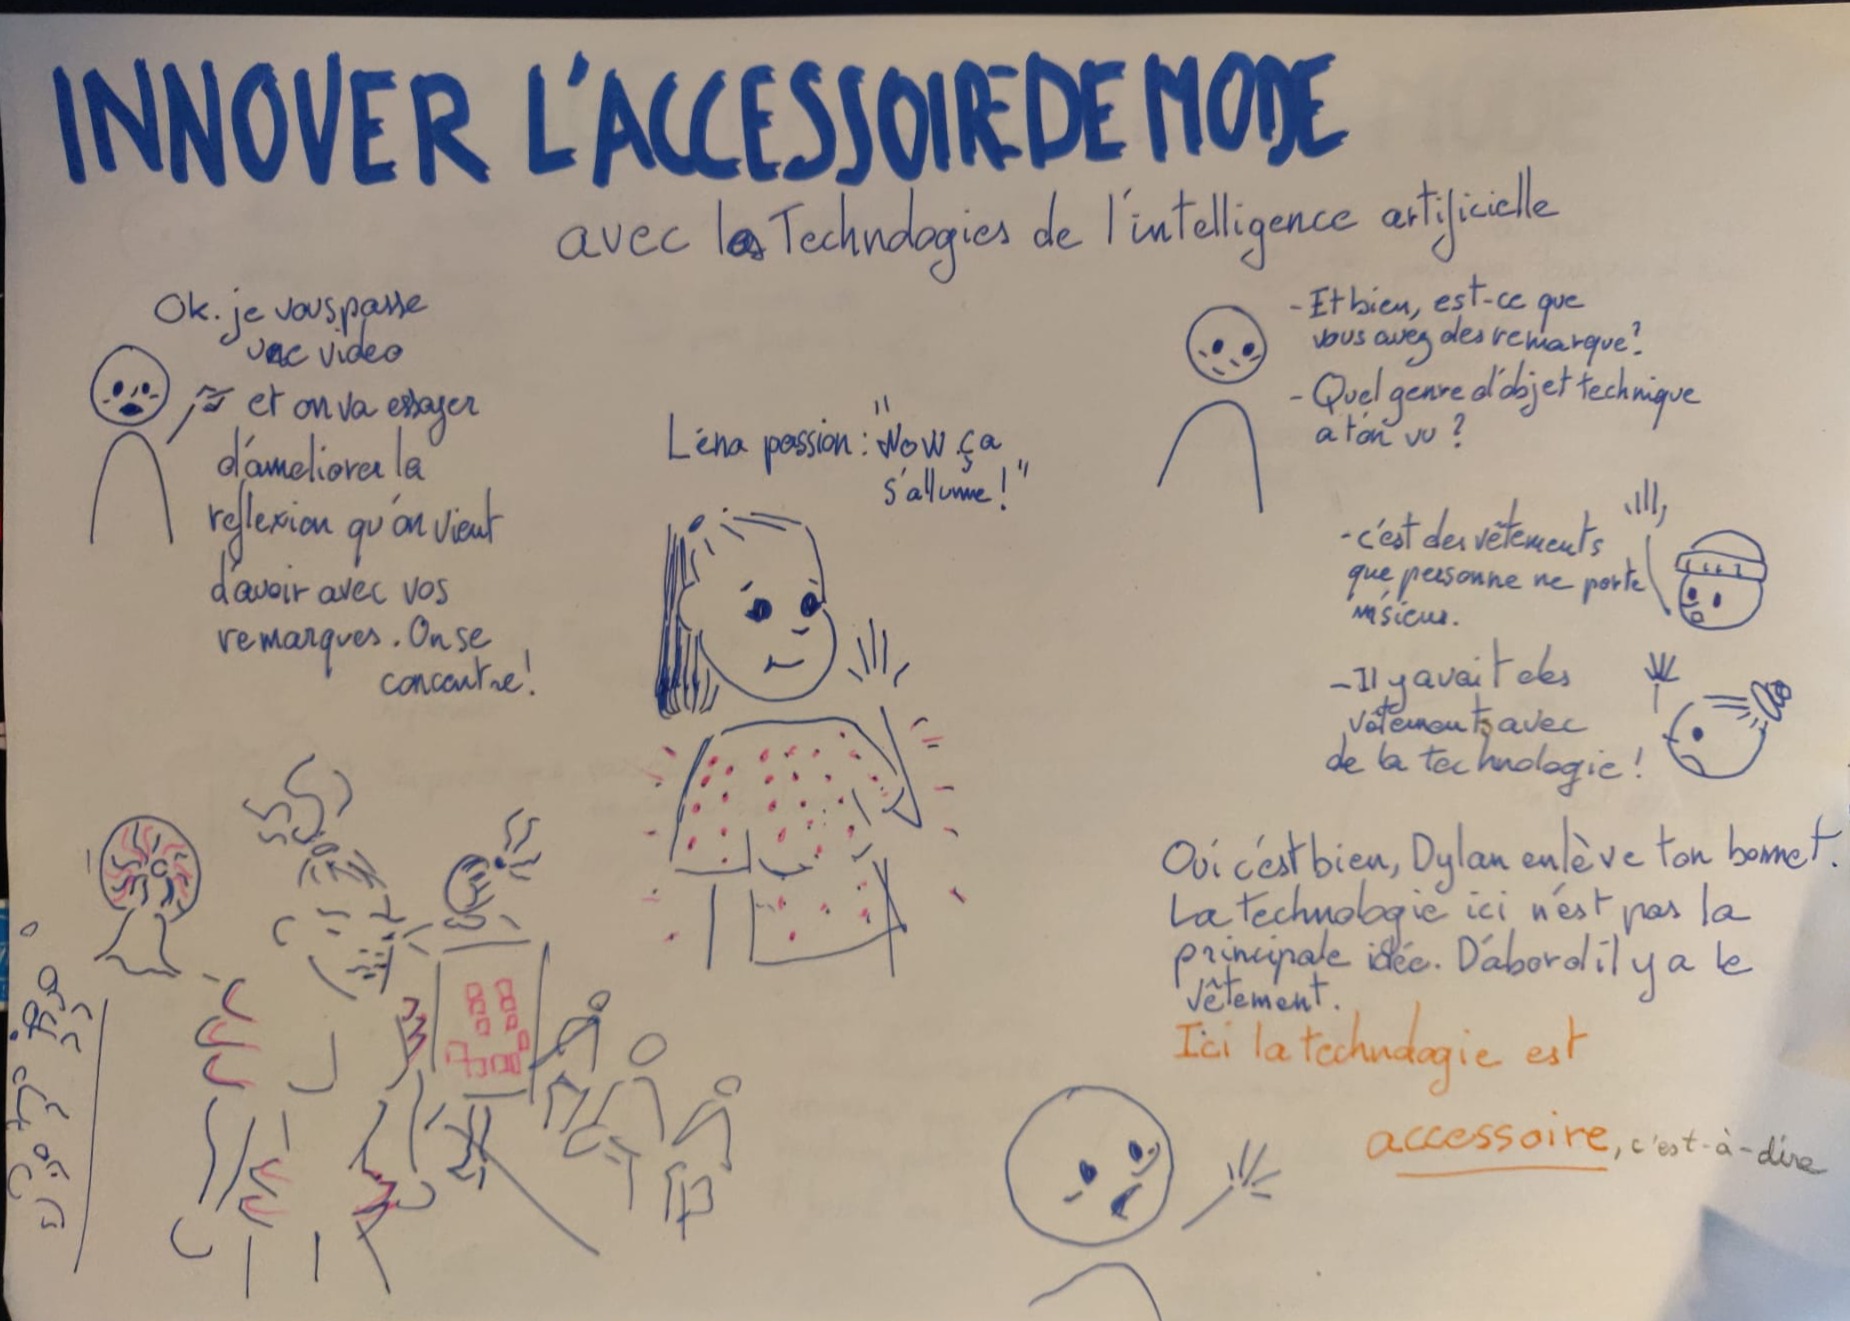 INNOVER L'ACCESSOIRE DE MODE
avec les Technologies de l'intelligence artificielle
Ok. je vous passe
une video
et on va essayer
d'ameliorer la
reflexion qu'on vient
d'avoir avec vos
remarques. On se
concentre!
Léna passion : "Wow ça
s'allume!"
- Et bien, est-ce que
vous avez des remarque?
- Quel genre d'objet technique
a t'on vu ?
- c'est des vêtements
que personne ne porte
m'sieur.
- Il y avait des
vêtements avec
de la technologie !
Oui c'est bien, Dylan enlève ton bonnet.
La technologie ici n'est pas la
principale idée. D'abord il y a le
vêtement.
Ici la technologie est
accessoire, c'est-à-dire